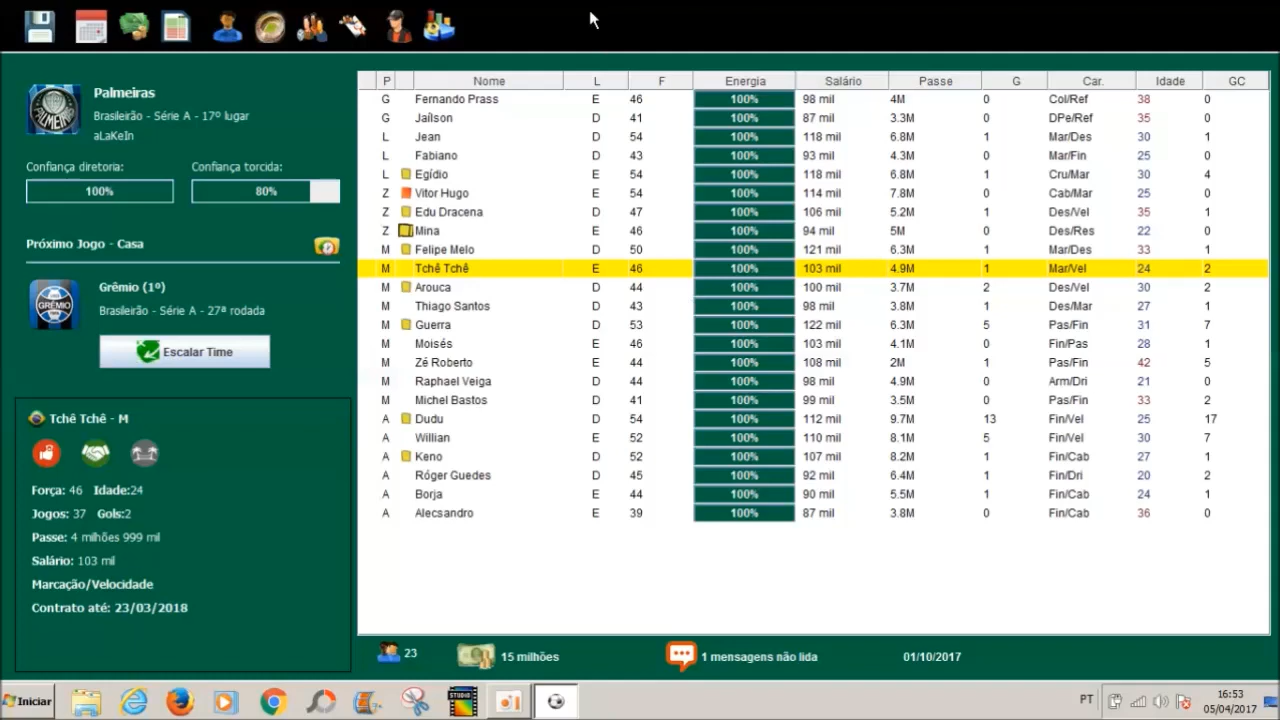 Palmeiras
Brasileirão - Série A - 17º lugar
aLaKeIn
Confiança diretoria: Confiança torcida:
100% 80%
Próximo Jogo - Casa
Grêmio (1º)
Brasileirão - Série A - 27ª rodada
Escalar Time
Tchê Tchê - M
Força: 46 Idade:24
Jogos: 37 Gols:2
Passe: 4 milhões 999 mil
Salário: 103 mil
Marcação/Velocidade
Contrato até: 23/03/2018
P Nome L F Energia Salário Passe G Car. Idade GC
G Fernando Prass E 46 100% 98 mil 4M 0 Col/Ref 38 0
G Jaílson D 41 100% 87 mil 3.3M 0 DPe/Ref 35 0
L Jean D 54 100% 118 mil 6.8M 1 Mar/Des 30 1
L Fabiano D 43 100% 93 mil 4.3M 0 Mar/Fin 25 0
L Egídio E 54 100% 118 mil 6.8M 1 Cru/Mar 30 4
Z Vitor Hugo E 54 100% 114 mil 7.8M 0 Cab/Mar 25 0
Z Edu Dracena D 47 100% 106 mil 5.2M 1 Des/Vel 35 1
Z Mina E 46 100% 94 mil 5M 0 Des/Res 22 0
M Felipe Melo D 50 100% 121 mil 6.3M 1 Mar/Des 33 1
M Tchê Tchê E 46 100% 103 mil 4.9M 1 Mar/Vel 24 2
M Arouca D 44 100% 100 mil 3.7M 2 Des/Vel 30 2
M Thiago Santos D 43 100% 98 mil 3.8M 1 Des/Mar 27 1
M Guerra D 53 100% 122 mil 6.3M 5 Pas/Fin 31 7
M Moisés E 46 100% 103 mil 4.1M 1 Fin/Pas 28 1
M Zé Roberto E 44 100% 108 mil 2M 1 Pas/Fin 42 5
M Raphael Veiga D 44 100% 98 mil 4.9M 0 Arm/Dri 21 0
M Michel Bastos D 41 100% 99 mil 3.5M 0 Pas/Fin 33 2
A Dudu D 54 100% 112 mil 9.7M 13 Fin/Vel 25 17
A Willian E 52 100% 110 mil 8.1M 5 Fin/Vel 30 7
A Keno D 52 100% 107 mil 8.2M 1 Fin/Cab 27 1
A Róger Guedes D 45 100% 92 mil 6.4M 1 Fin/Dri 20 2
A Borja E 44 100% 90 mil 5.5M 1 Fin/Cab 24 1
A Alecsandro E 39 100% 87 mil 3.8M 0 Fin/Cab 36 0
23 15 milhões 1 mensagens não lida 01/10/2017
Iniciar STUDIO PT 16:53
05/04/2017